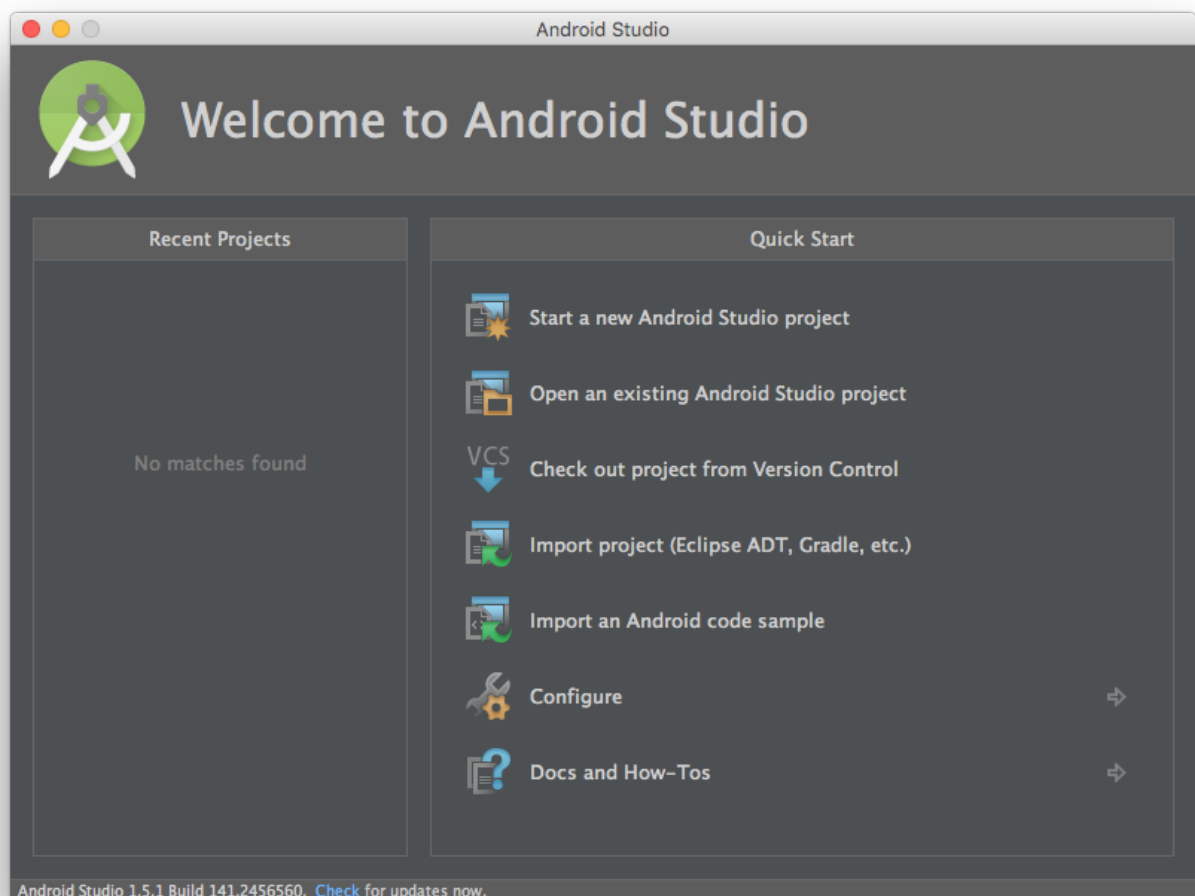 Android Studio
Welcome to Android Studio
Recent Projects
No matches found
Quick Start
Start a new Android Studio project
Open an existing Android Studio project
VCS
Check out project from Version Control
Import project (Eclipse ADT, Gradle, etc.)
Import an Android code sample
Configure
Docs and How-Tos
Android Studio 1.5.1 Build 141.2456560. Check for updates now.